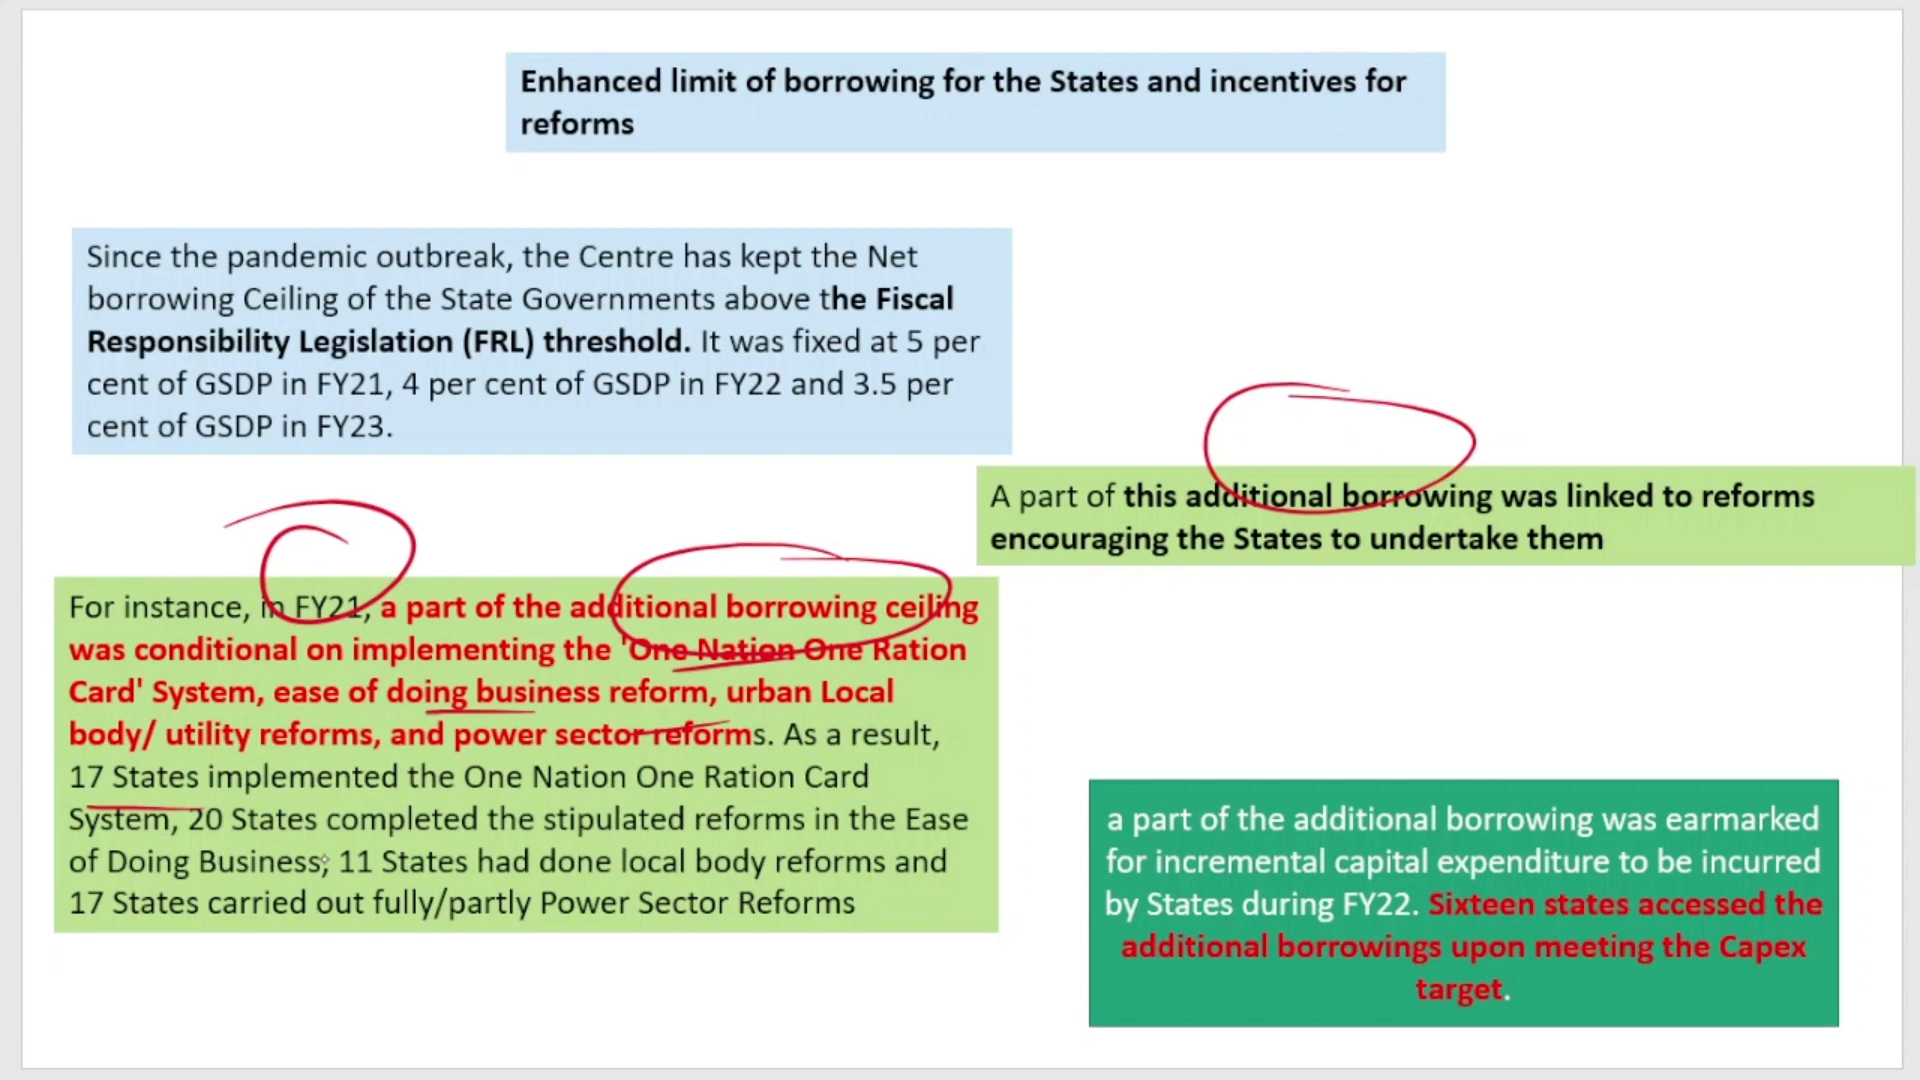 Enhanced limit of borrowing for the States and incentives for
reforms
Since the pandemic outbreak, the Centre has kept the Net
borrowing Ceiling of the State Governments above the Fiscal
Responsibility Legislation (FRL) threshold. It was fixed at 5 per
cent of GSDP in FY21, 4 per cent of GSDP in FY22 and 3.5 per
cent of GSDP in FY23.
A part of this additional borrowing was linked to reforms
encouraging the States to undertake them
For instance, in FY21, a part of the additional borrowing ceiling
was conditional on implementing the 'One Nation One Ration
Card' System, ease of doing business reform, urban Local
body/ utility reforms, and power sector reforms. As a result,
17 States implemented the One Nation One Ration Card
System, 20 States completed the stipulated reforms in the Ease
of Doing Business; 11 States had done local body reforms and
17 States carried out fully/partly Power Sector Reforms
a part of the additional borrowing was earmarked
for incremental capital expenditure to be incurred
by States during FY22. Sixteen states accessed the
additional borrowings upon meeting the Capex
target.